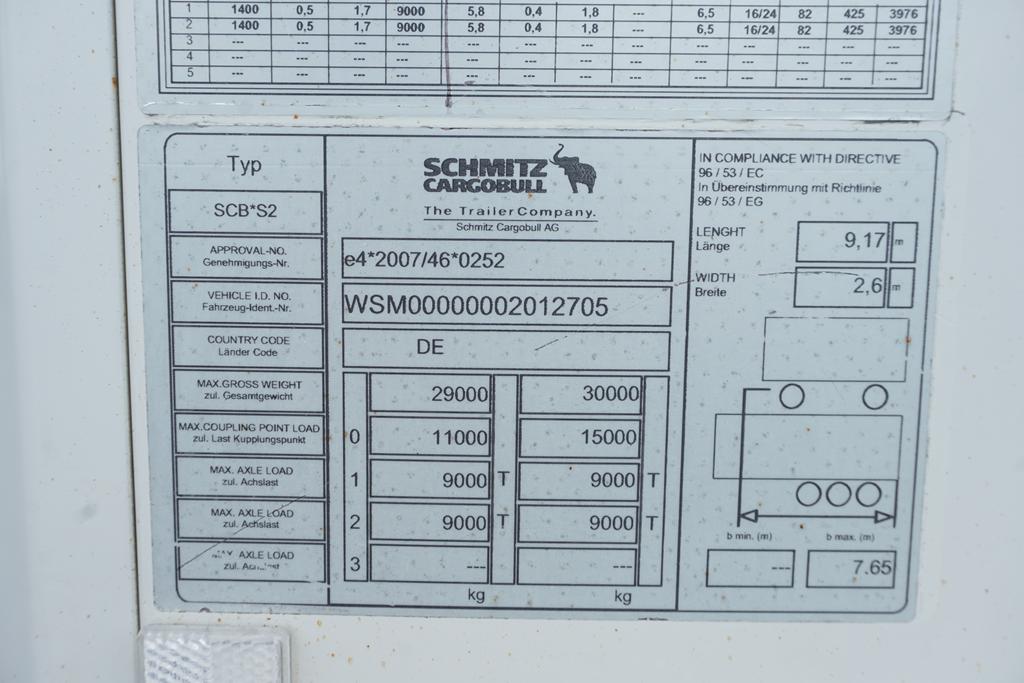 1 1400 0,5 1,7 9000 5,8 0,4 1,8 --- 6,5 16/24 82 425 3976
2 1400 0,5 1,7 9000 5,8 0,4 1,8 --- 6,5 16/24 82 425 3976
3 --- --- --- --- --- --- --- --- --- --- --- --- ---
4 --- --- --- --- --- --- --- --- --- --- --- --- ---
5 --- --- --- --- --- --- --- --- --- --- --- --- ---
Typ
SCB*S2
SCHMITZ
CARGOBULL
The Trailer Company.
Schmitz Cargobull AG
APPROVAL-NO.
Genehmigungs-Nr.
e4*2007/46*0252
VEHICLE I.D. NO.
Fahrzeug-Ident.-Nr.
WSM00000002012705
COUNTRY CODE
Länder Code
DE
MAX.GROSS WEIGHT
zul. Gesamtgewicht
29000 30000
MAX.COUPLING POINT LOAD
zul. Last Kupplungspunkt
0 11000 15000
MAX. AXLE LOAD
zul. Achslast
1 9000 T 9000 T
MAX. AXLE LOAD
zul. Achslast
2 9000 T 9000 T
AXLE LOAD
zul.
3 --- ---
kg kg
IN COMPLIANCE WITH DIRECTIVE
96 / 53 / EC
In Übereinstimmung mit Richtlinie
96 / 53 / EG
LENGHT
Länge
9,17 m
WIDTH
Breite
2,6 m
b min. (m) b max. (m)
--- 7.65